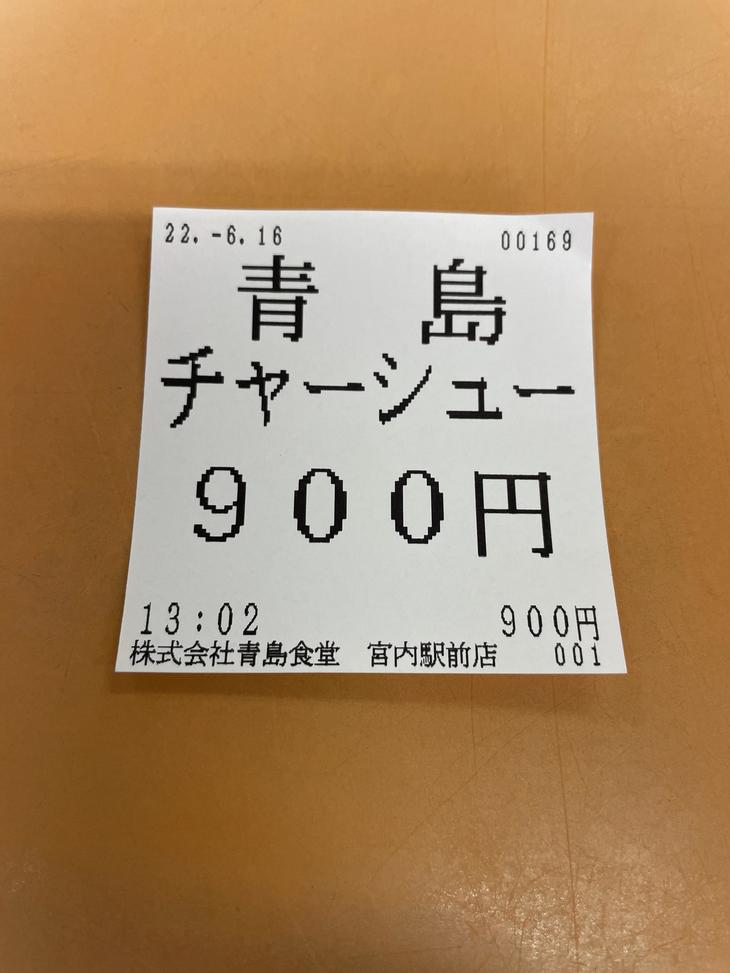 22.-6.16 00169
青島
チャーシュー
９００円
13:02 900円
株式会社青島食堂 宮内駅前店 001